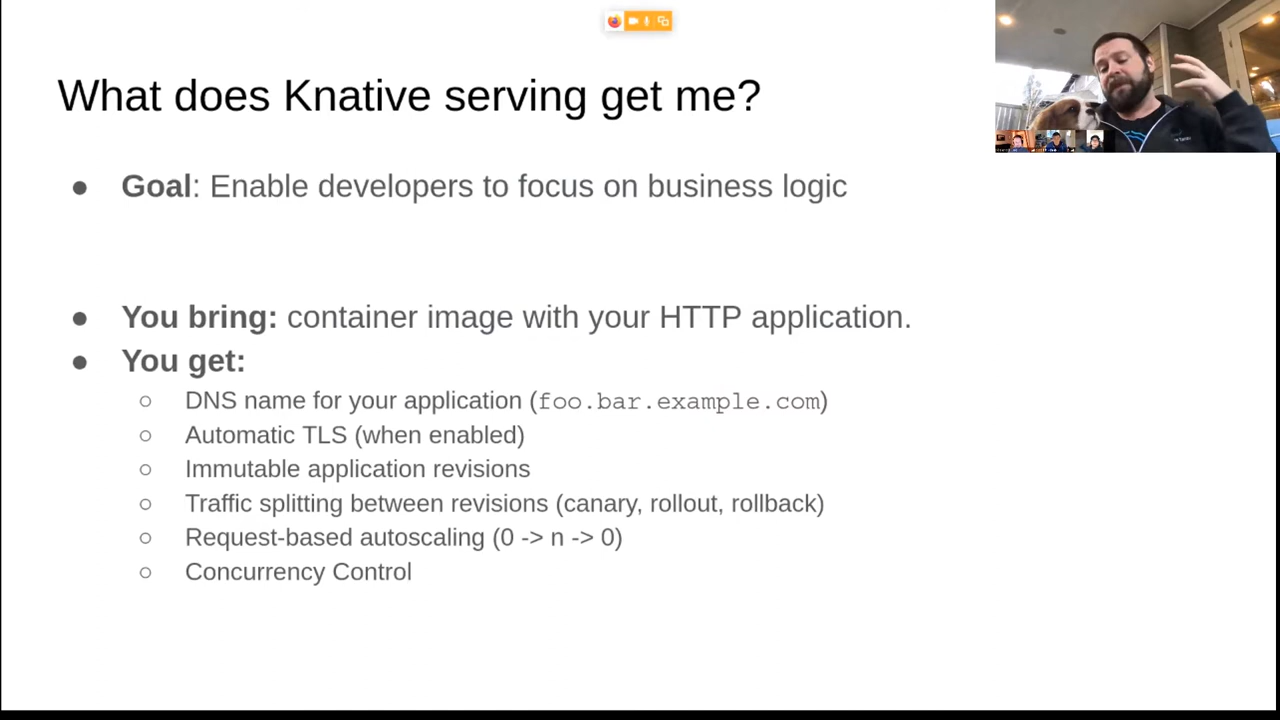 What does Knative serving get me?
● Goal: Enable developers to focus on business logic
● You bring: container image with your HTTP application.
● You get:
○ DNS name for your application (foo.bar.example.com)
○ Automatic TLS (when enabled)
○ Immutable application revisions
○ Traffic splitting between revisions (canary, rollout, rollback)
○ Request-based autoscaling (0 -> n -> 0)
○ Concurrency Control